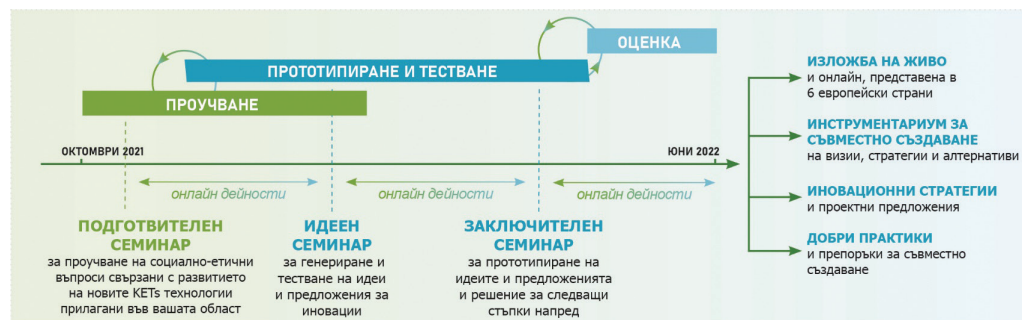 ОЦЕНКА
ПРОТОТИПИРАНЕ И ТЕСТВАНЕ
ПРОУЧВАНЕ
ОКТОМВРИ 2021
ЮНИ 2022
онлайн дейности
онлайн дейности
онлайн дейности
ПОДГОТВИТЕЛЕН
СЕМИНАР
за проучване на социално-етични
въпроси свързани с развитието
на новите KETs технологии
прилагани във вашата област
ИДЕЕН
СЕМИНАР
за генериране и
тестване на идеи
и предложения за
иновации
ЗАКЛЮЧИТЕЛЕН
СЕМИНАР
за прототипиране на
идеите и предложенията
и решение за следващи
стъпки напред
ИЗЛОЖБА НА ЖИВО
и онлайн, представена в
6 европейски страни
ИНСТРУМЕНТАРИУМ ЗА
СЪВМЕСТНО СЪЗДАВАНЕ
на визии, стратегии и алтернативи
ИНОВАЦИОННИ СТРАТЕГИИ
и проектни предложения
ДОБРИ ПРАКТИКИ
и препоръки за съвместно
създаване